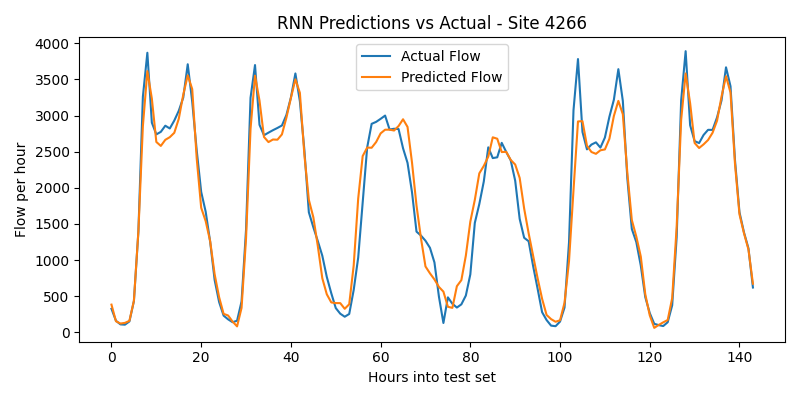 RNN Predictions vs Actual - Site 4266
Actual Flow
Predicted Flow
Flow per hour
4000
3500
3000
2500
2000
1500
1000
500
0
0 20 40 60 80 100 120 140
Hours into test set